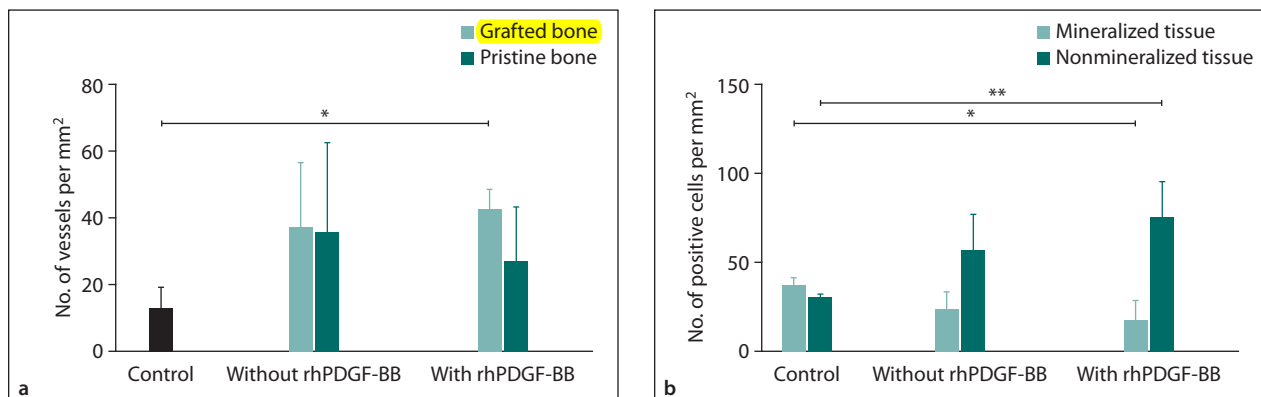 Grafted bone
Pristine bone
No. of vessels per mm²
80
60
40
20
0
*
Control
Without rhPDGF-BB
With rhPDGF-BB
a
Mineralized tissue
Nonmineralized tissue
No. of positive cells per mm²
150
100
50
0
**
*
Control
Without rhPDGF-BB
With rhPDGF-BB
b